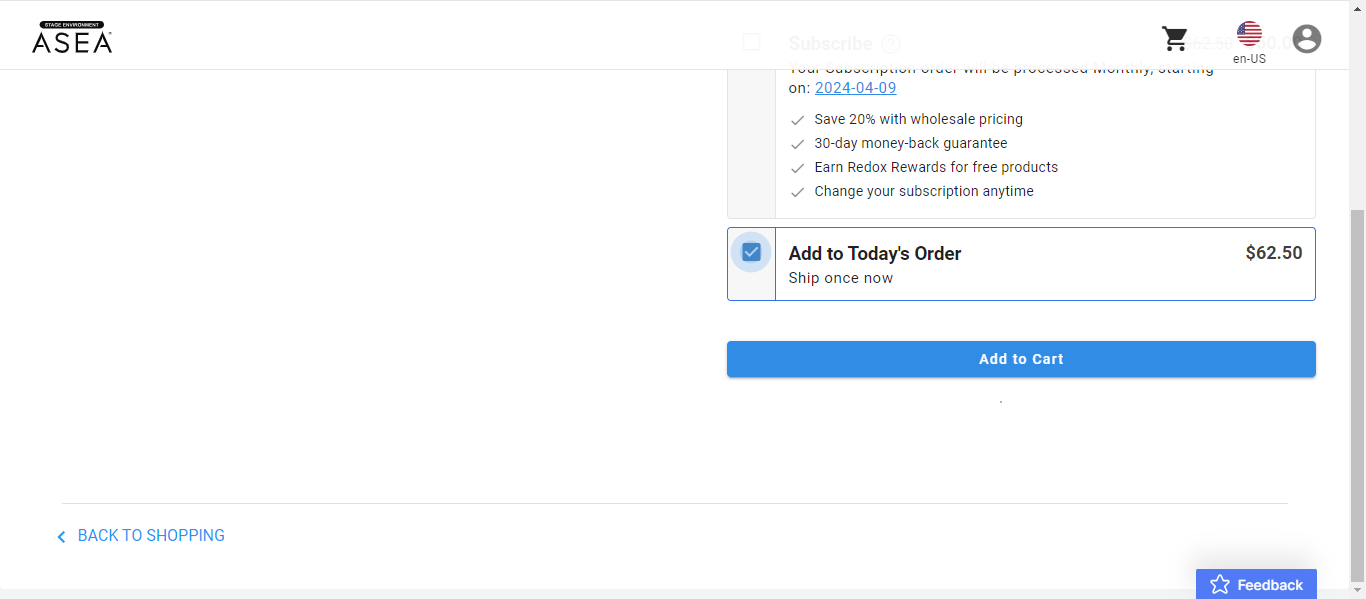 STAGE ENVIRONMENT
ASEA
en-US
Subscribe
$62.50
Your Subscription order will be processed Monthly, starting
on: 2024-04-09
Save 20% with wholesale pricing
30-day money-back guarantee
Earn Redox Rewards for free products
Change your subscription anytime
Add to Today's Order $62.50
Ship once now
Add to Cart
BACK TO SHOPPING
Feedback